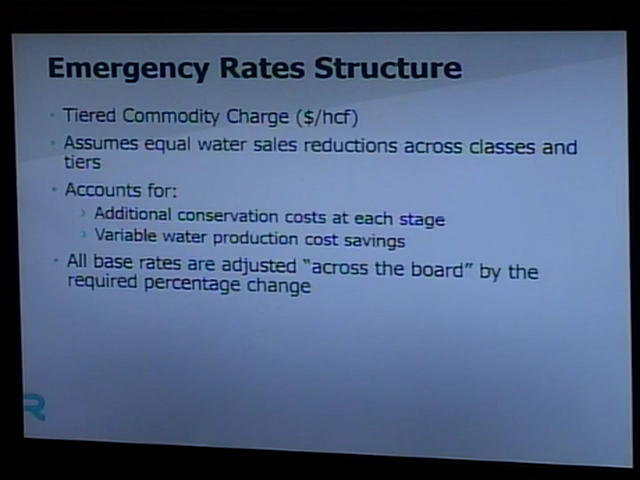 Emergency Rates Structure
Tiered Commodity Charge ($/hcf)
Assumes equal water sales reductions across classes and
tiers
Accounts for:
Additional conservation costs at each stage
Variable water production cost savings
All base rates are adjusted "across the board" by the
required percentage change
R